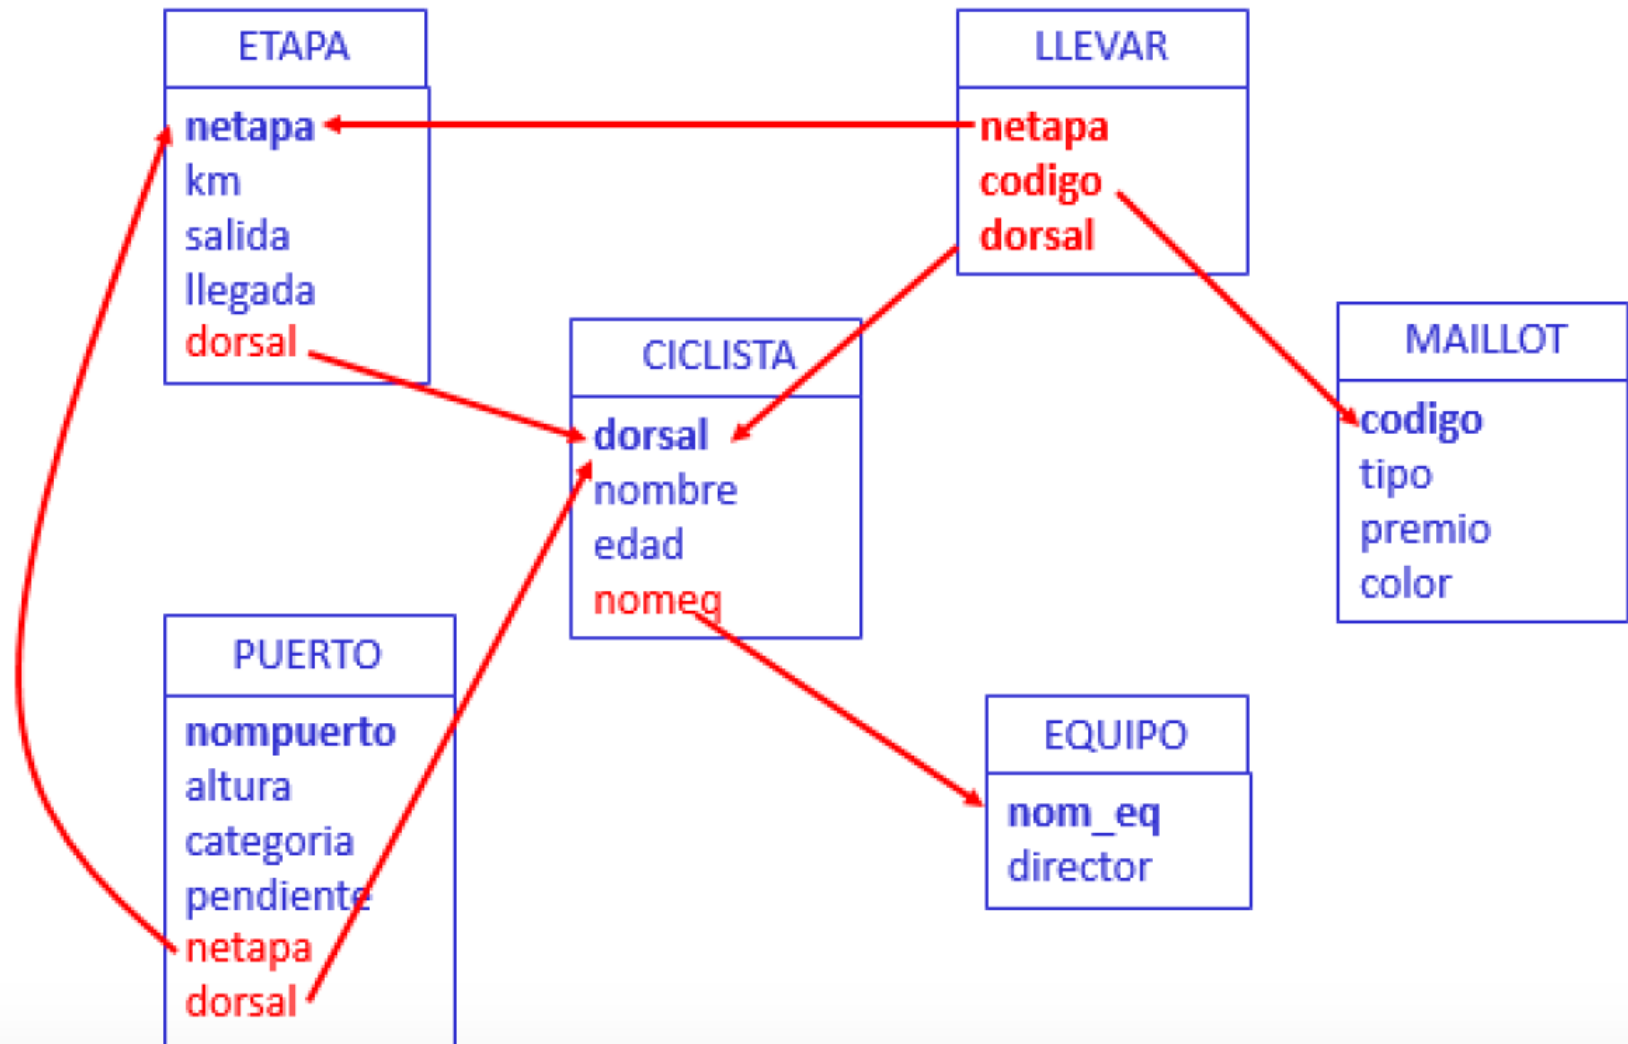 ETAPA
netapa
km
salida
llegada
dorsal
LLEVAR
netapa
codigo
dorsal
CICLISTA
dorsal
nombre
edad
nomeq
MAILLOT
codigo
tipo
premio
color
PUERTO
nompuerto
altura
categoria
pendiente
netapa
dorsal
EQUIPO
nom_eq
director